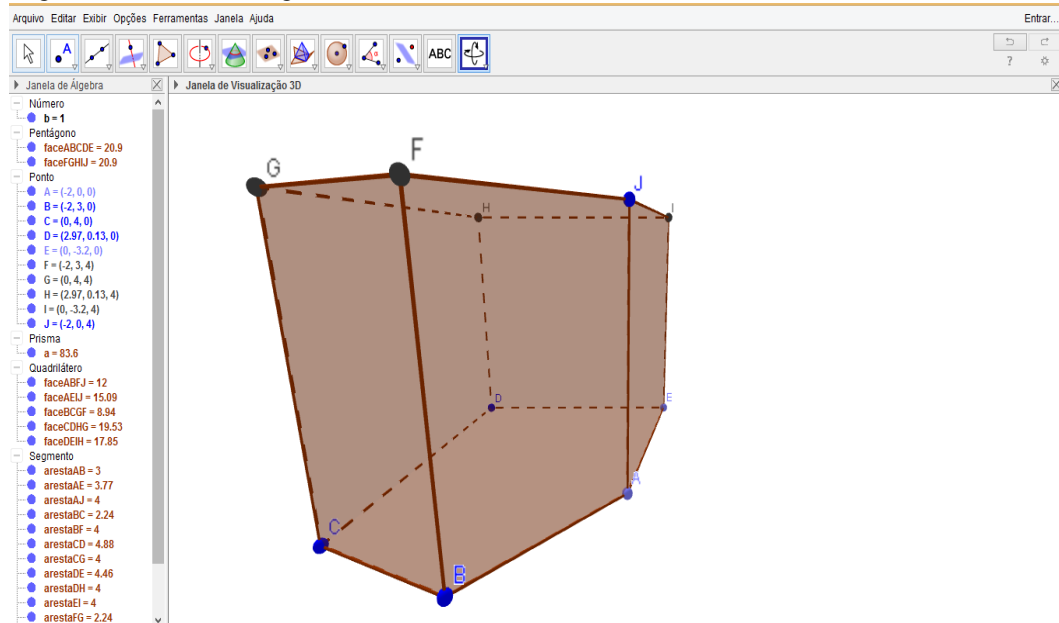 Arquivo Editar Exibir Opções Ferramentas Janela Ajuda
Entrar...
ABC
Janela de Álgebra
Janela de Visualização 3D
Número
b = 1
Pentágono
faceABCDE = 20.9
faceFGHIJ = 20.9
Ponto
A = (-2, 0, 0)
B = (-2, 3, 0)
C = (0, 4, 0)
D = (2.97, 0.13, 0)
E = (0, -3.2, 0)
F = (-2, 3, 4)
G = (0, 4, 4)
H = (2.97, 0.13, 4)
I = (0, -3.2, 4)
J = (-2, 0, 4)
Prisma
a = 83.6
Quadrilátero
faceABFJ = 12
faceAEIJ = 15.09
faceBCGF = 8.94
faceCDHG = 19.53
faceDEIH = 17.85
Segmento
arestaAB = 3
arestaAE = 3.77
arestaAJ = 4
arestaBC = 2.24
arestaBF = 4
arestaCD = 4.88
arestaCG = 4
arestaDE = 4.46
arestaDH = 4
arestaEI = 4
arestaFG = 2.24
F
G
J
H
I
D
E
A
C
B